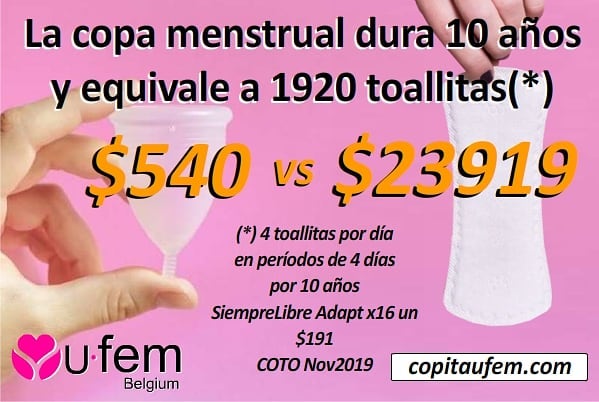 La copa menstrual dura 10 años
y equivale a 1920 toallitas(*)
$540 vs $23919
(*) 4 toallitas por día
en períodos de 4 días
por 10 años
SiempreLibre Adapt x16 un
$191
COTO Nov2019
u·fem
Belgium
copitaufem.com